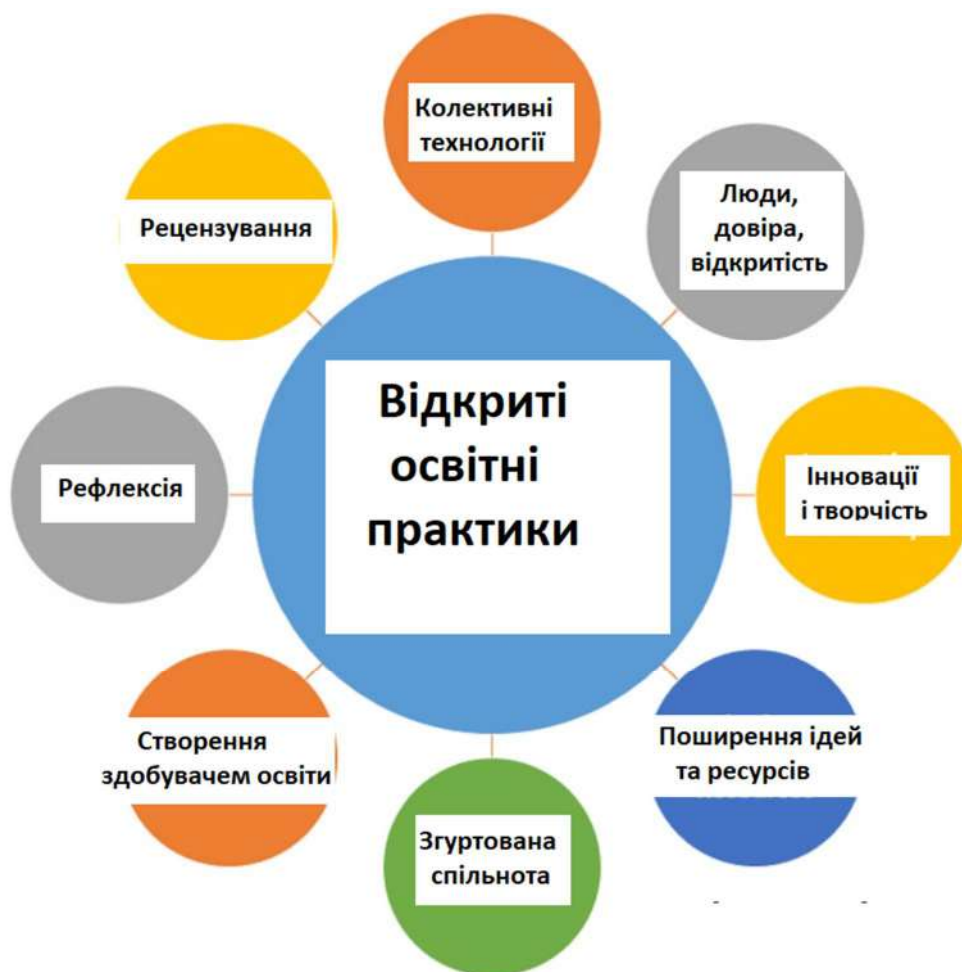 Колективні
технології
Люди,
довіра,
відкритість
Інновації
і творчість
Поширення ідей
та ресурсів
Згуртована
спільнота
Створення
здобувачем освіти
Рефлексія
Рецензування
Відкриті
освітні
практики